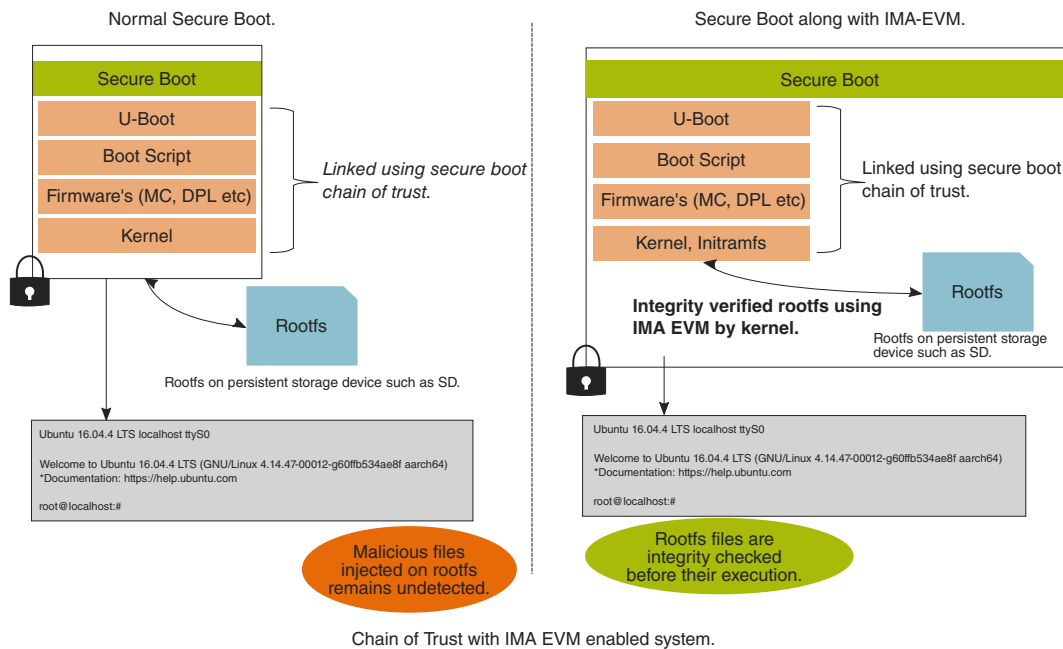 Normal Secure Boot.
Secure Boot
U-Boot
Boot Script
Firmware's (MC, DPL etc)
Kernel
Linked using secure boot
chain of trust.
Rootfs
Rootfs on persistent storage device such as SD.
Ubuntu 16.04.4 LTS localhost ttyS0
Welcome to Ubuntu 16.04.4 LTS (GNU/Linux 4.14.47-00012-g60ffb534ae8f aarch64)
*Documentation: https://help.ubuntu.com
root@localhost:#
Malicious files
injected on rootfs
remains undetected.
Secure Boot along with IMA-EVM.
Secure Boot
U-Boot
Boot Script
Firmware's (MC, DPL etc)
Kernel, Initramfs
Linked using secure boot
chain of trust.
Rootfs
Integrity verified rootfs using
IMA EVM by kernel.
Rootfs on persistent storage
device such as SD.
Ubuntu 16.04.4 LTS localhost ttyS0
Welcome to Ubuntu 16.04.4 LTS (GNU/Linux 4.14.47-00012-g60ffb534ae8f aarch64)
*Documentation: https://help.ubuntu.com
root@localhost:#
Rootfs files are
integrity checked
before their execution.
Chain of Trust with IMA EVM enabled system.